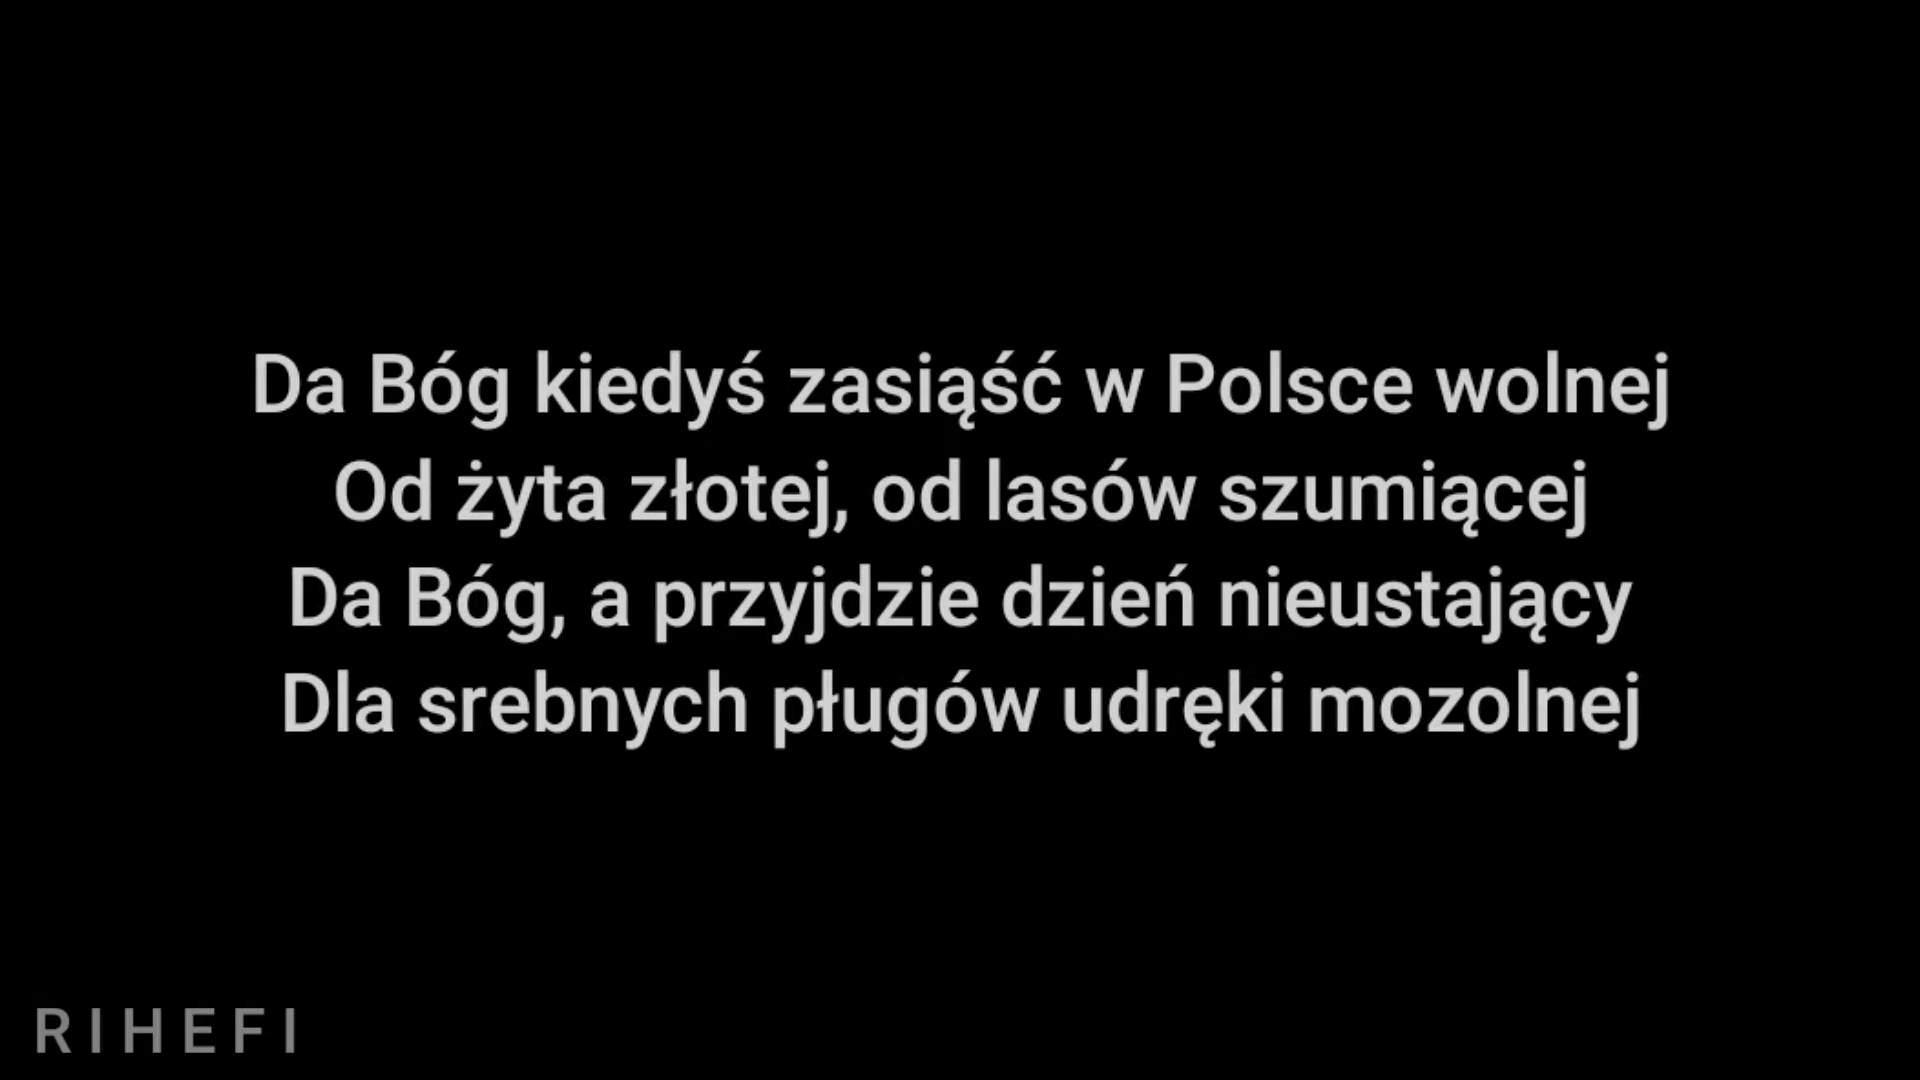 Da Bóg kiedyś zasiąść w Polsce wolnej
Od żyta złotej, od lasów szumiącej
Da Bóg, a przyjdzie dzień nieustający
Dla srebnych pługów udręki mozolnej
RIHEFI